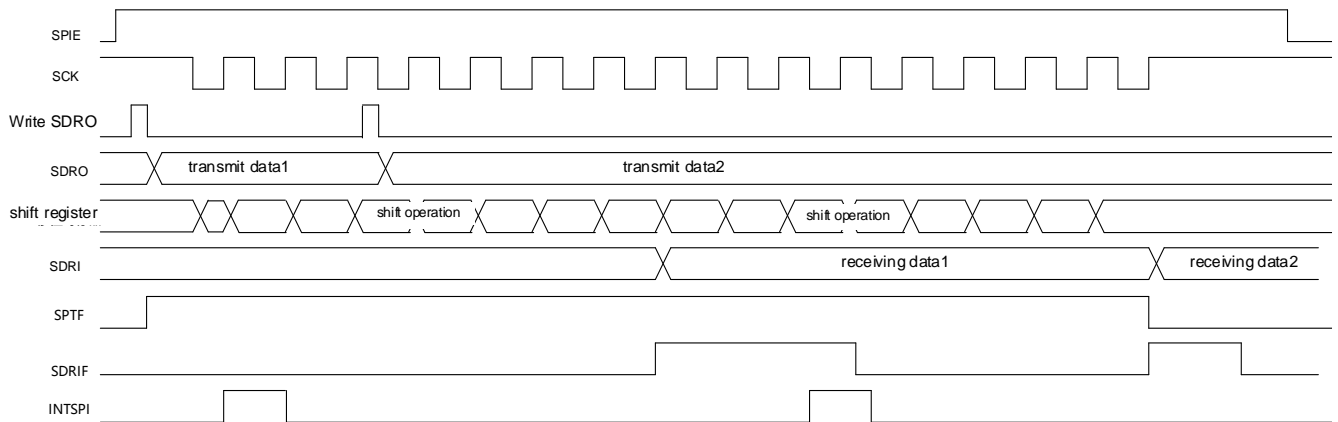 SPIE
SCK
Write SDRO
SDRO
transmit data1
transmit data2
shift register
shift operation
shift operation
SDRI
receiving data1
receiving data2
SPTF
SDRIF
INTSPI